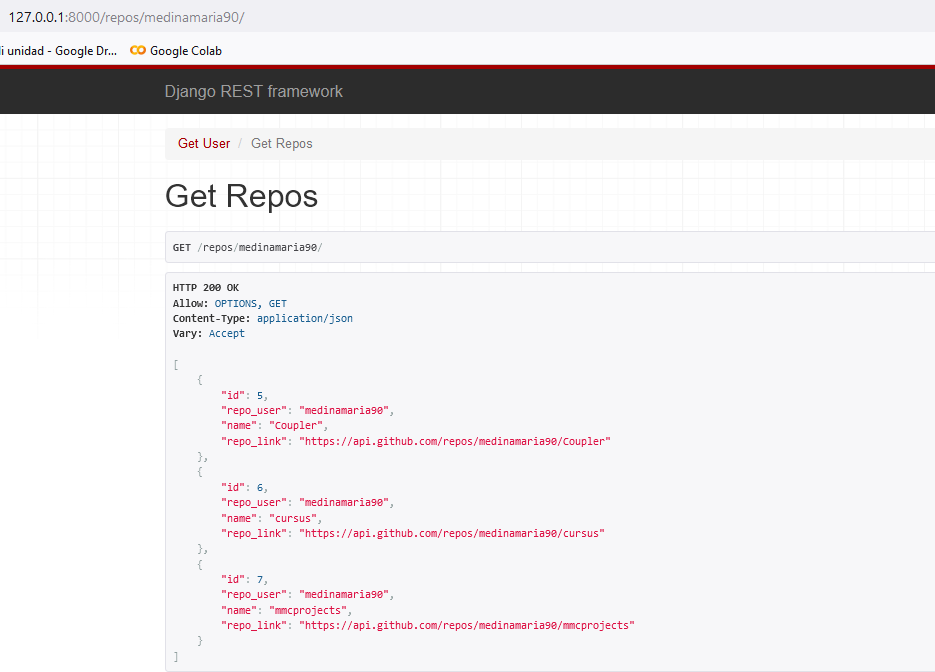 127.0.0.1:8000/repos/medinamaria90/
i unidad - Google Dr... Google Colab
Django REST framework
Get User / Get Repos
Get Repos
GET /repos/medinamaria90/
HTTP 200 OK
Allow: OPTIONS, GET
Content-Type: application/json
Vary: Accept
[
{
"id": 5,
"repo_user": "medinamaria90",
"name": "Coupler",
"repo_link": "https://api.github.com/repos/medinamaria90/Coupler"
},
{
"id": 6,
"repo_user": "medinamaria90",
"name": "cursus",
"repo_link": "https://api.github.com/repos/medinamaria90/cursus"
},
{
"id": 7,
"repo_user": "medinamaria90",
"name": "mmcprojects",
"repo_link": "https://api.github.com/repos/medinamaria90/mmcprojects"
}
]